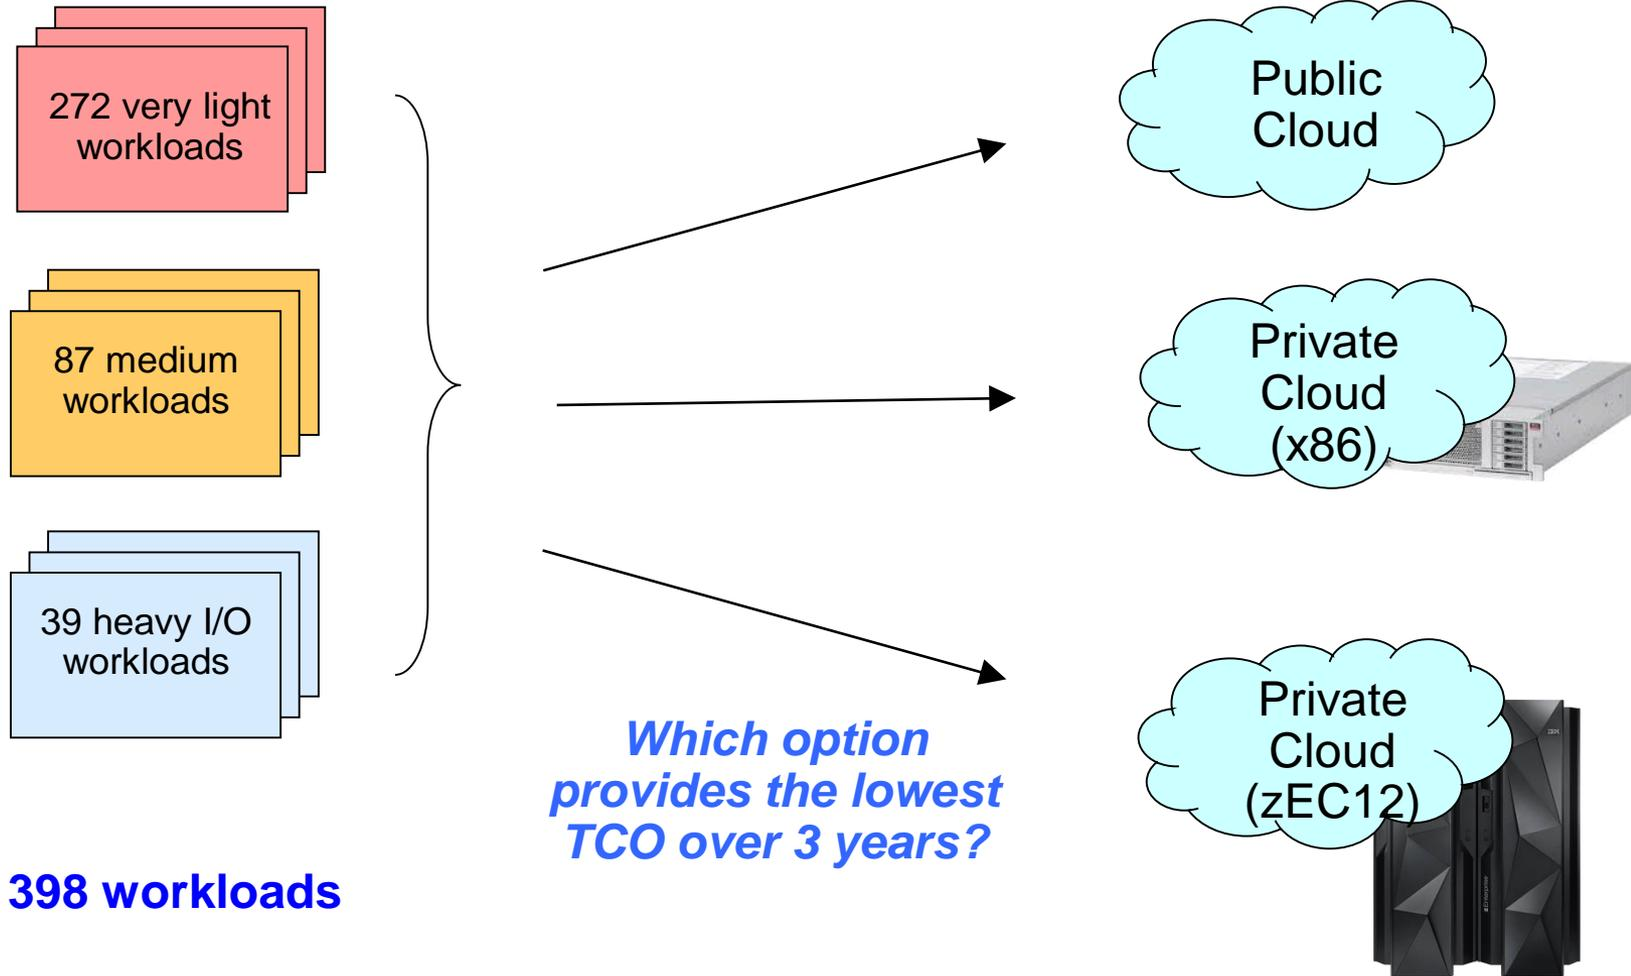 272 very light
workloads
87 medium
workloads
39 heavy I/O
workloads
398 workloads
Which option
provides the lowest
TCO over 3 years?
Public
Cloud
Private
Cloud
(x86)
Private
Cloud
(zEC12)